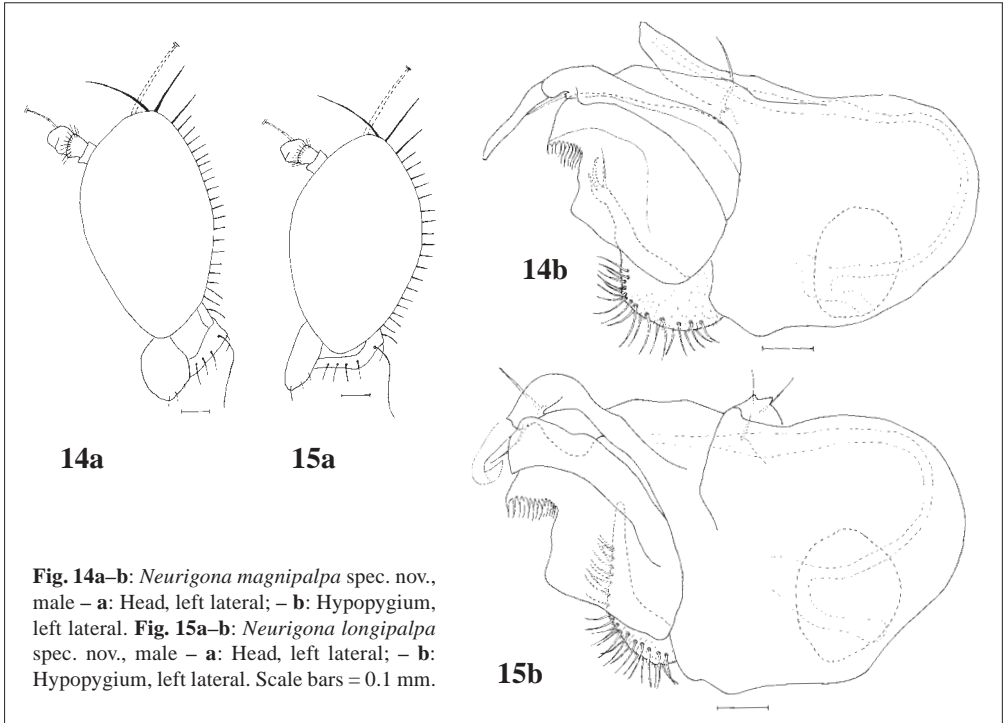 14b
14a
15a
15b
Fig. 14a–b: Neurigona magnipalpa spec. nov.,
male – a: Head, left lateral; – b: Hypopygium,
left lateral. Fig. 15a–b: Neurigona longipalpa
spec. nov., male – a: Head, left lateral; – b:
Hypopygium, left lateral. Scale bars = 0.1 mm.